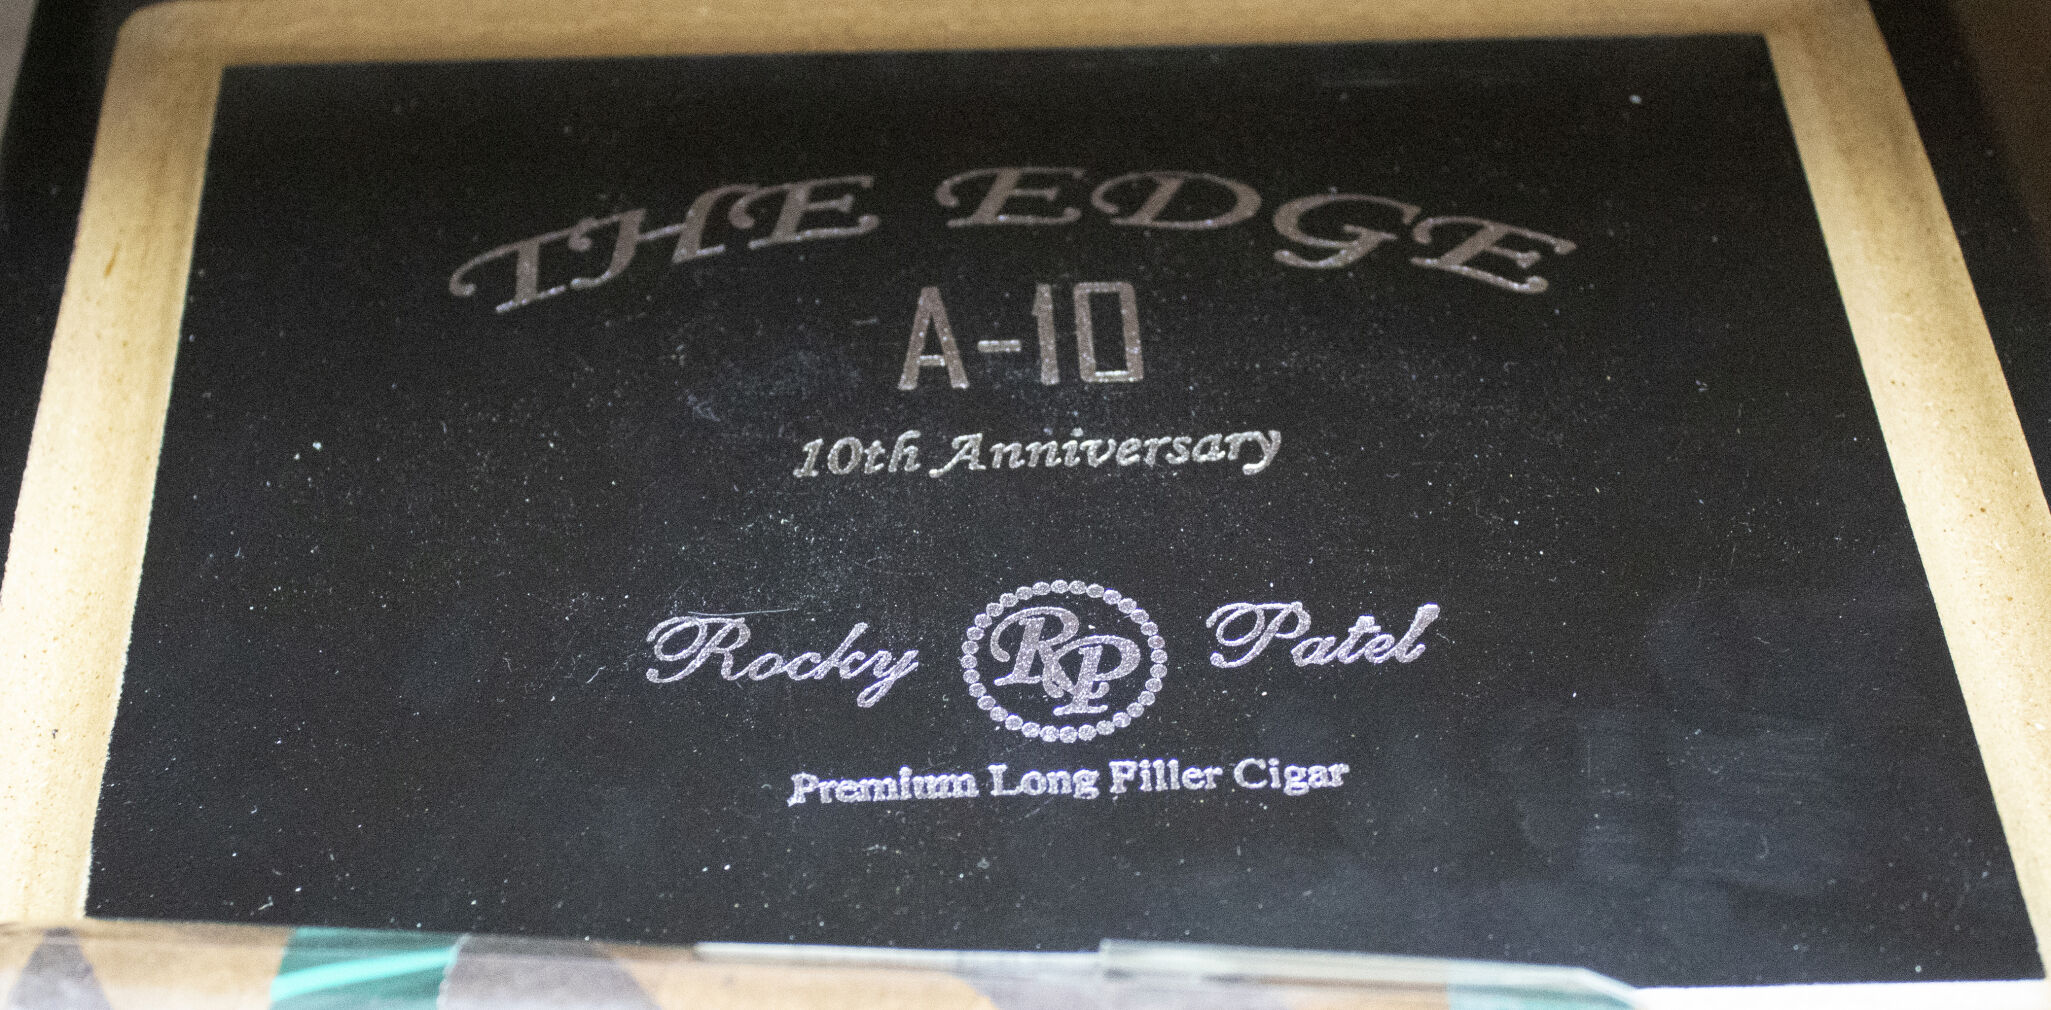 THE EDGE
A-10
10th Anniversary
Rocky RP Patel
Premium Long Filler Cigar